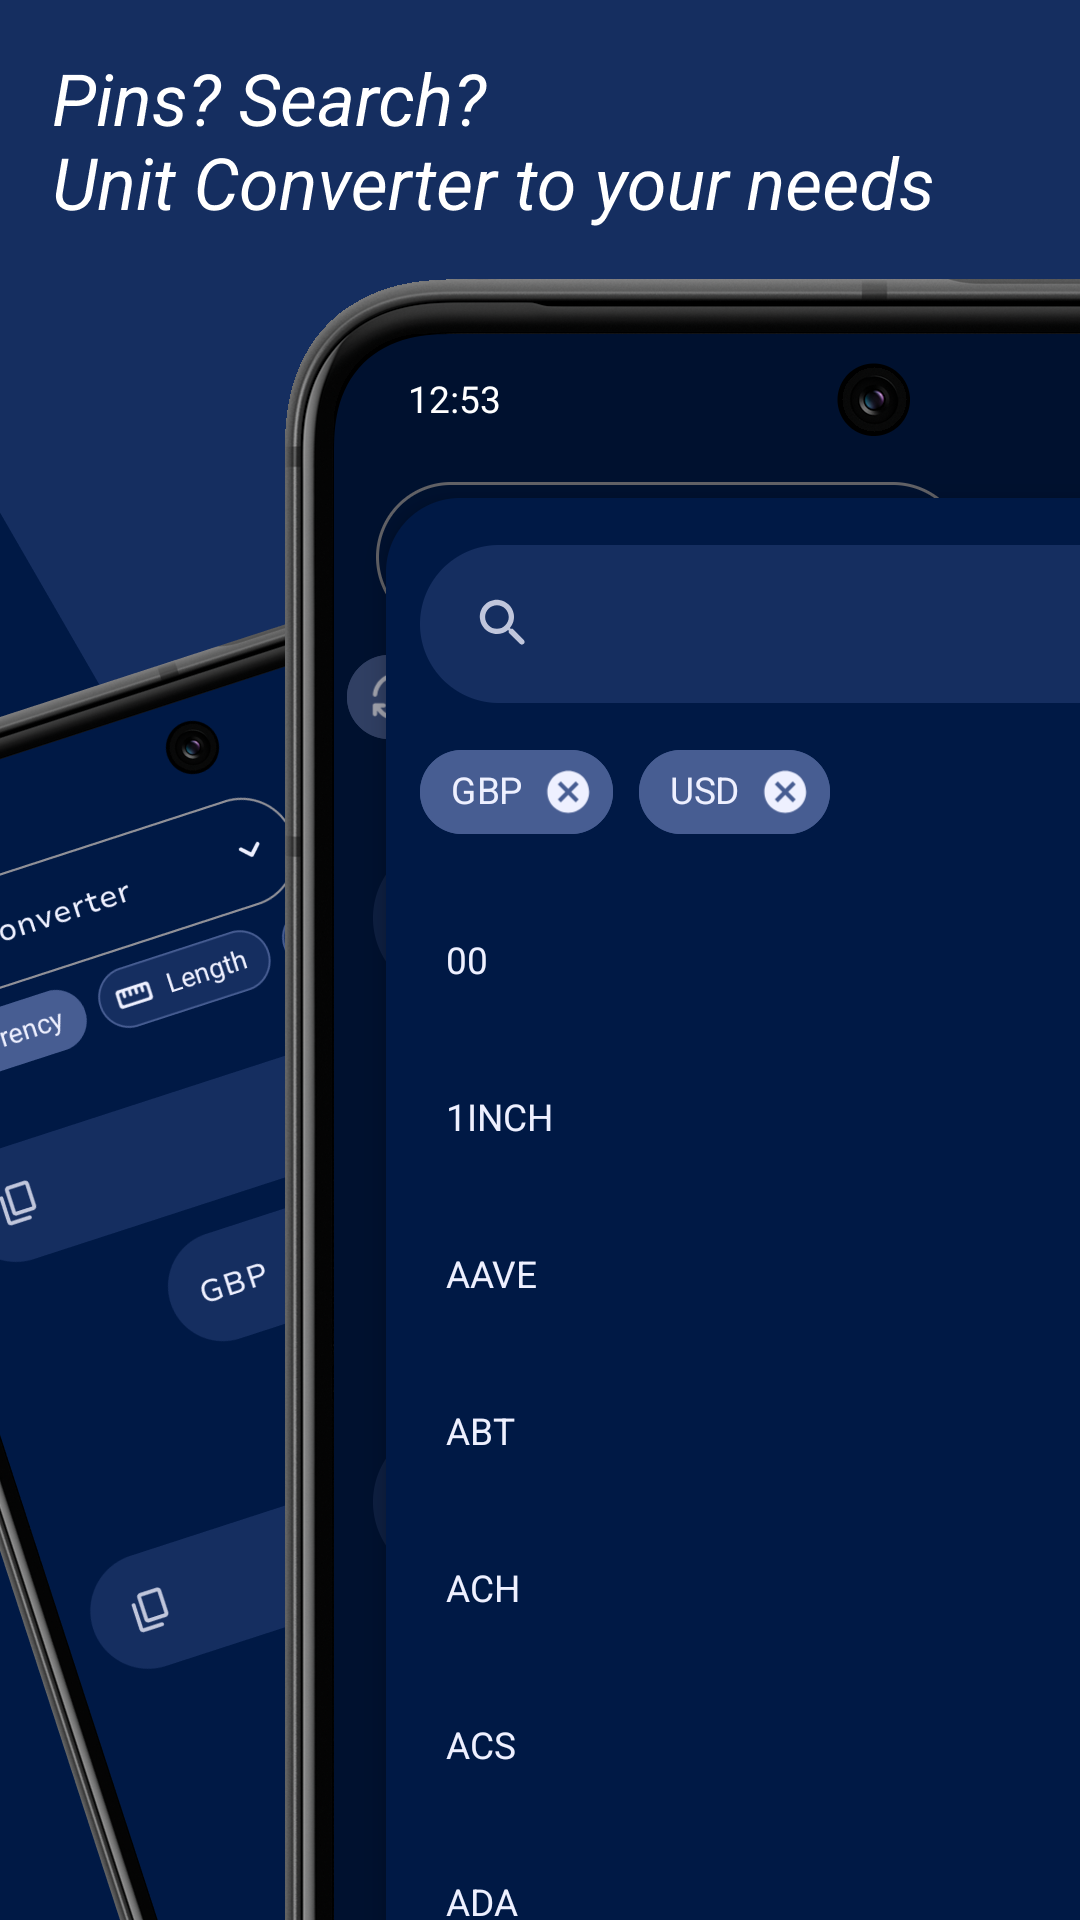 Pins? Search?
Unit Converter to your needs
12:53
GBP
USD
00
1INCH
AAVE
ABT
ACH
ACS
ADA
onverter
rency
Length
GBP